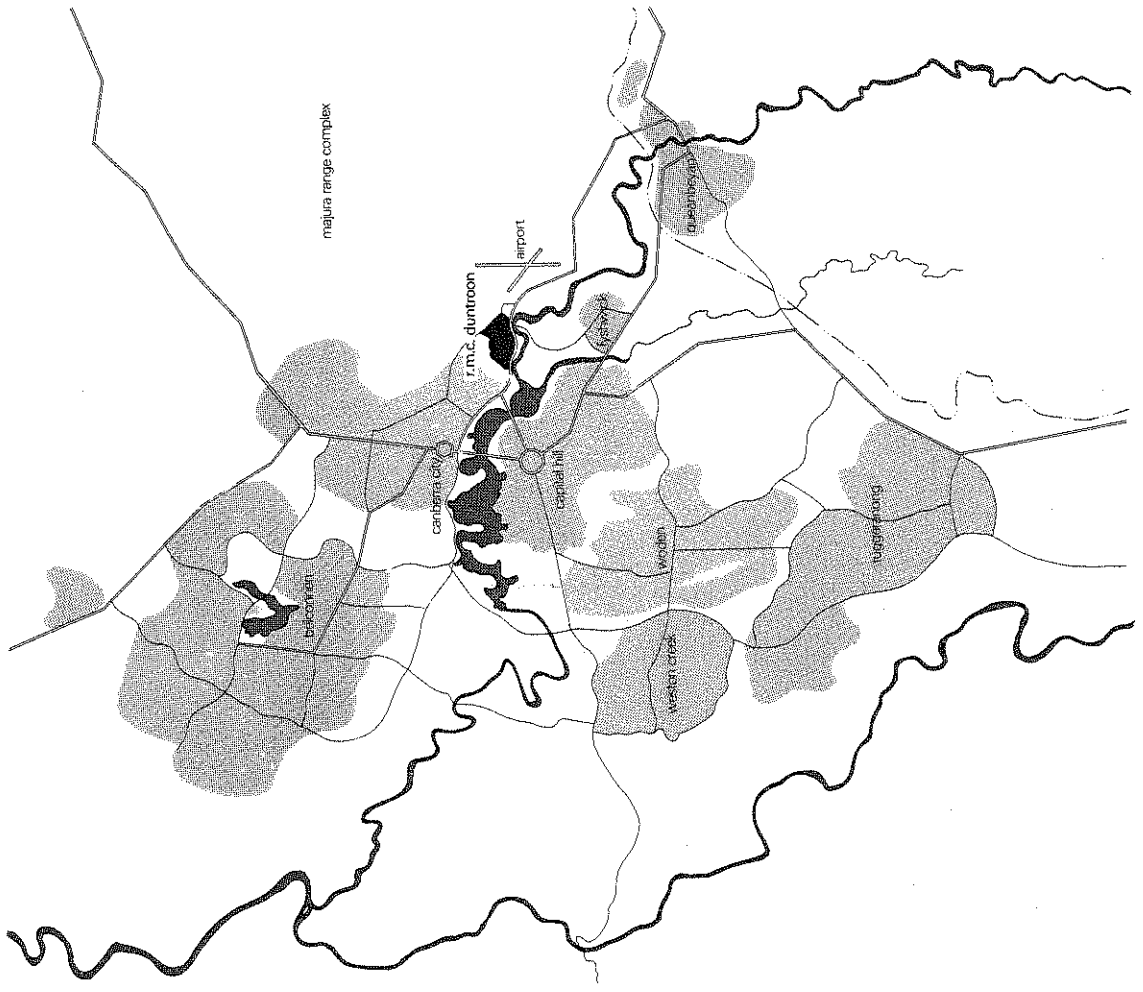 majura range complex
airport
r.m.c. duntroon
queanbeyan
fyshwick
canberra city
capital hill
belconnen
woden
weston creek
tuggeranong